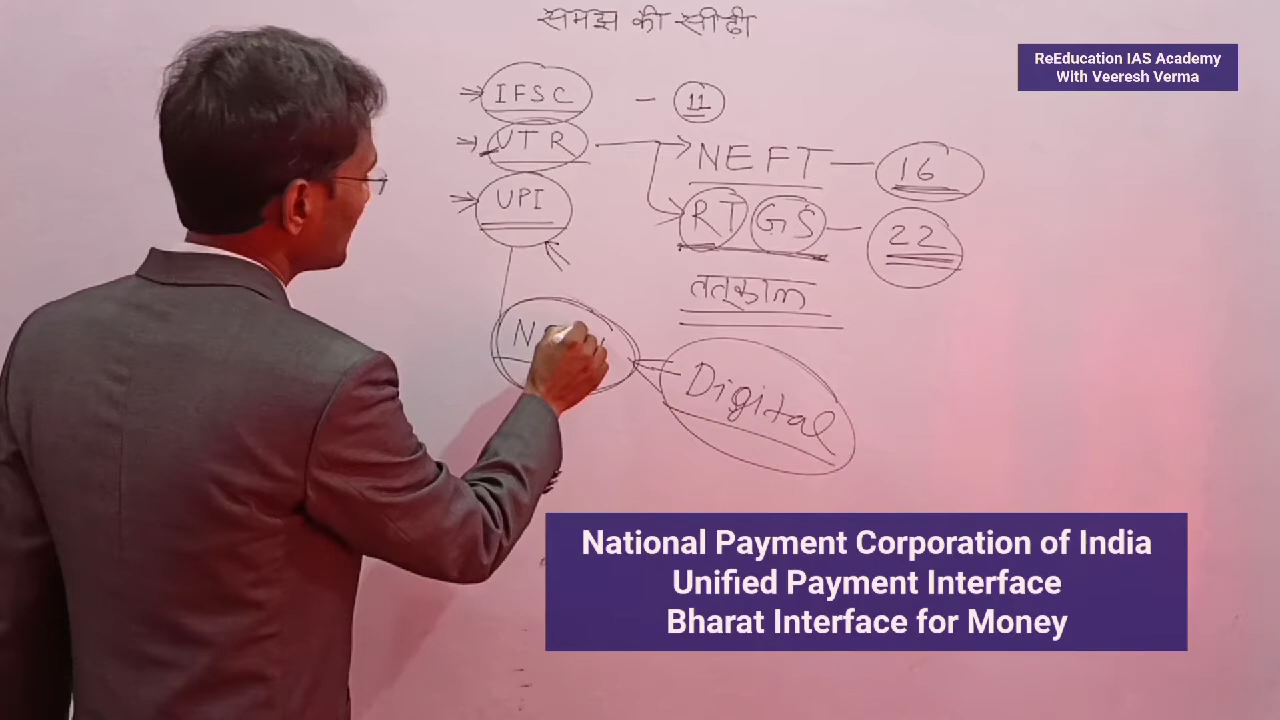 समझ की सीढ़ी
ReEducation IAS Academy
With Veeresh Verma
IFSC - 11
UTR → NEFT - 16
UPI
RTGS - 22
तत्काल
Digital
National Payment Corporation of India
Unified Payment Interface
Bharat Interface for Money